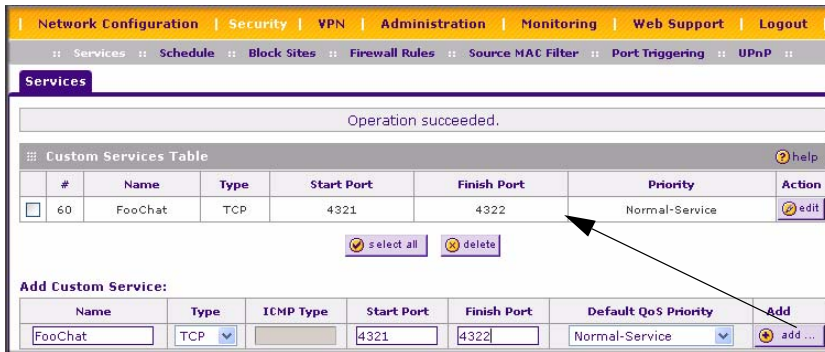 Network Configuration | Security | VPN | Administration | Monitoring | Web Support | Logout
:: Services :: Schedule :: Block Sites :: Firewall Rules :: Source MAC Filter :: Port Triggering :: UPnP ::
Services
Operation succeeded.
Custom Services Table help
# Name Type Start Port Finish Port Priority Action
60 FooChat TCP 4321 4322 Normal-Service edit
select all delete
Add Custom Service:
Name Type ICMP Type Start Port Finish Port Default QoS Priority Add
FooChat TCP 4321 4322 Normal-Service add ...